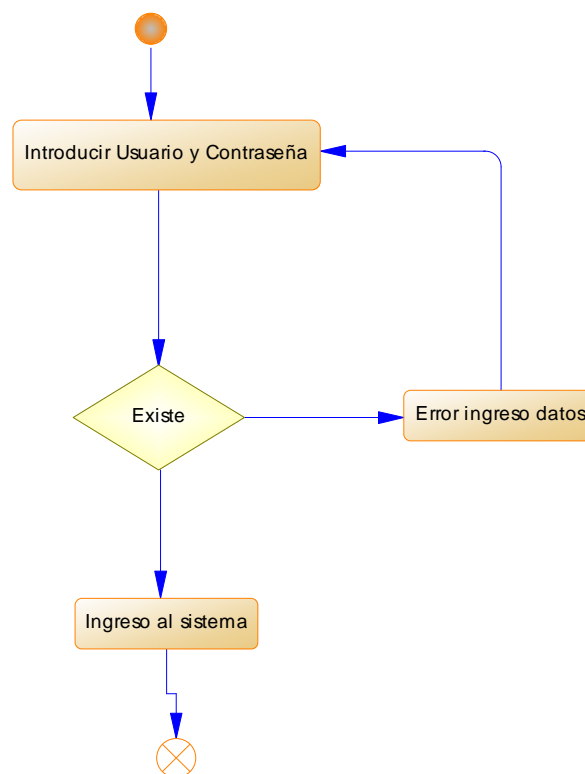 Introducir Usuario y Contraseña
Existe
Error ingreso datos
Ingreso al sistema